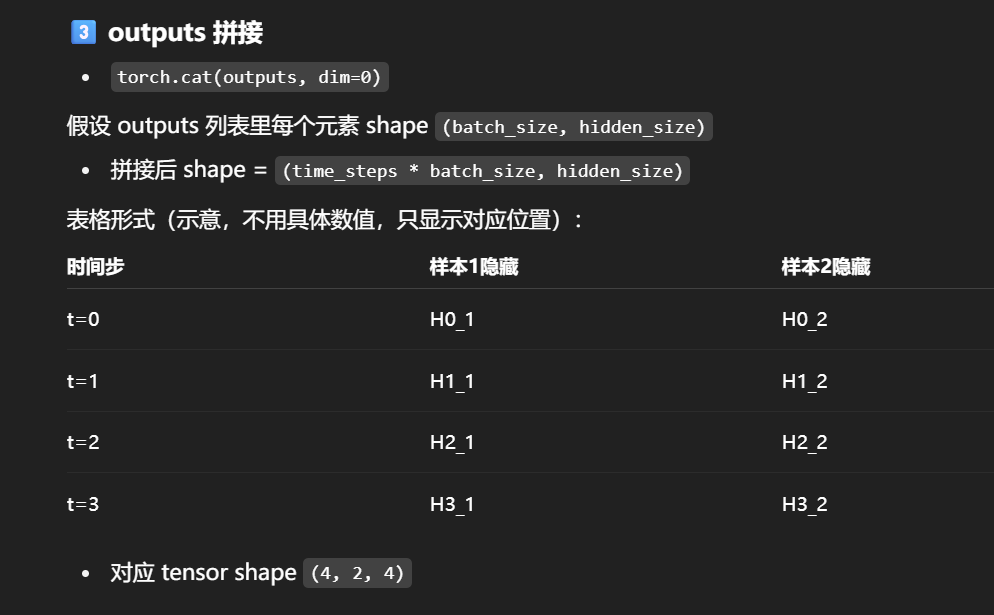 3 outputs 拼接
• torch.cat(outputs, dim=0)
假设 outputs 列表里每个元素 shape (batch_size, hidden_size)
• 拼接后 shape = (time_steps * batch_size, hidden_size)
表格形式（示意，不用具体数值，只显示对应位置）：
时间步 样本1隐藏 样本2隐藏
t=0 H0_1 H0_2
t=1 H1_1 H1_2
t=2 H2_1 H2_2
t=3 H3_1 H3_2
• 对应 tensor shape (4, 2, 4)